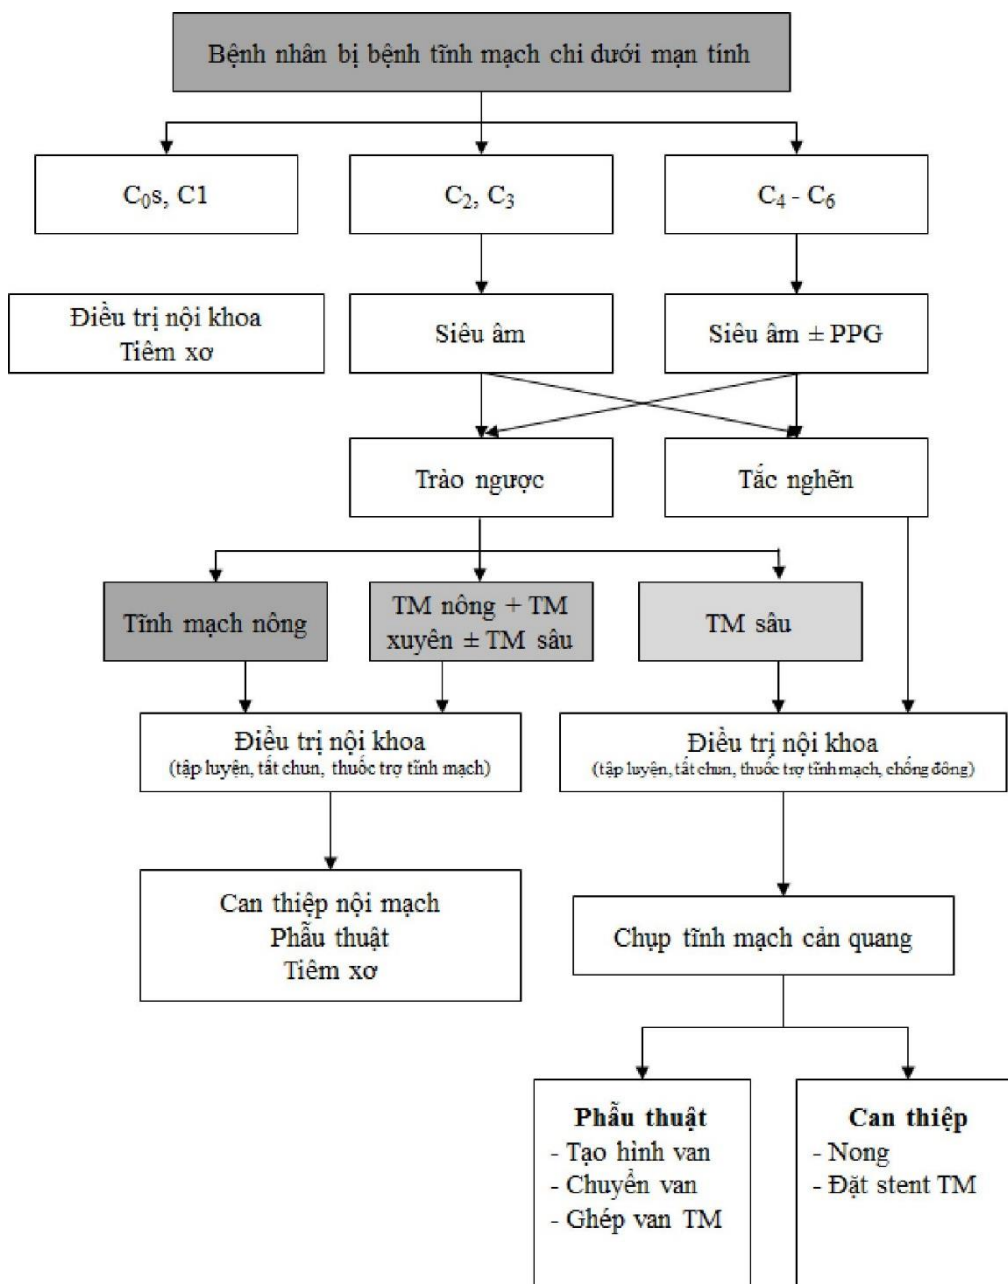 Bệnh nhân bị bệnh tĩnh mạch chi dưới mạn tính
C₀s, C1
C₂, C₃
C₄ - C₆
Điều trị nội khoa
Tiêm xơ
Siêu âm
Siêu âm ± PPG
Trào ngược
Tắc nghẽn
Tĩnh mạch nông
TM nông + TM
xuyên ± TM sâu
TM sâu
Điều trị nội khoa
(tập luyện, tất chun, thuốc trợ tĩnh mạch)
Điều trị nội khoa
(tập luyện, tất chun, thuốc trợ tĩnh mạch, chống đông)
Can thiệp nội mạch
Phẫu thuật
Tiêm xơ
Chụp tĩnh mạch cản quang
Phẫu thuật
- Tạo hình van
- Chuyển van
- Ghép van TM
Can thiệp
- Nong
- Đặt stent TM